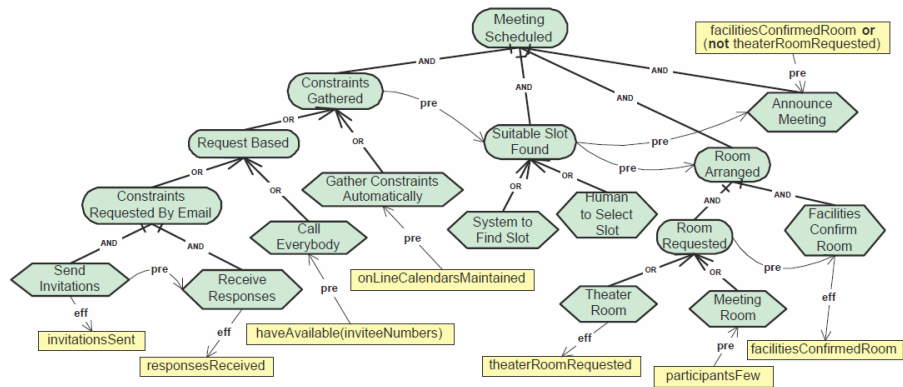 Meeting
Scheduled
facilitiesConfirmedRoom or
(not theaterRoomRequested)
AND
AND
AND
AND
pre
Constraints
Gathered
pre
Announce
Meeting
OR
OR
Suitable Slot
Found
pre
pre
Request Based
Room
Arranged
OR
OR
Gather Constraints
Automatically
OR
OR
AND
AND
Constraints
Requested By Email
System to
Find Slot
Human
to Select
Slot
Call
Everybody
Room
Requested
Facilities
Confirm
Room
AND
AND
pre
pre
Send
Invitations
pre
Receive
Responses
onLineCalendarsMaintained
OR
OR
pre
Theater
Room
Meeting
Room
eff
eff
eff
eff
pre
invitationsSent
haveAvailable(inviteeNumbers)
responsesReceived
theaterRoomRequested
participantsFew
facilitiesConfirmedRoom